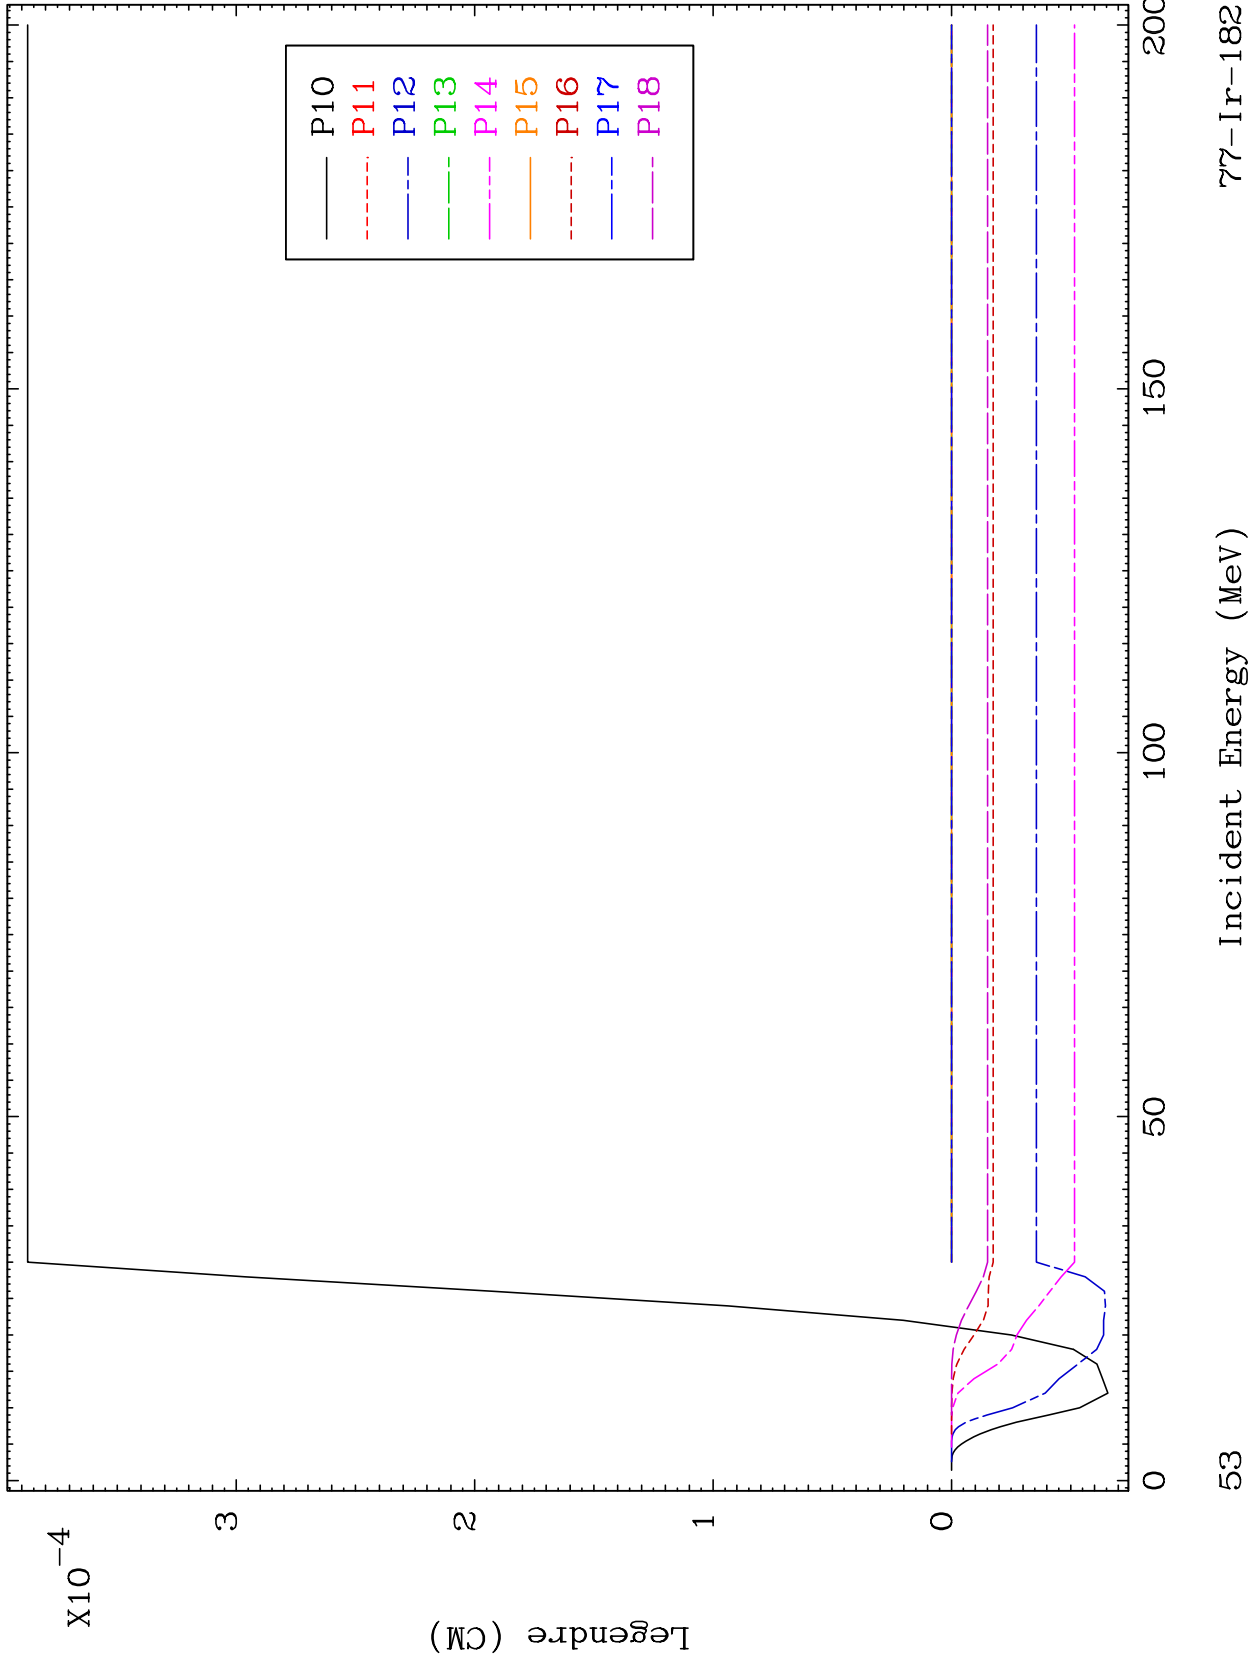 X10⁻⁴
3
2
1
0
Legendre (CM)
P10
P11
P12
P13
P14
P15
P16
P17
P18
0
50
100
150
200
53
Incident Energy (MeV)
77-Ir-182